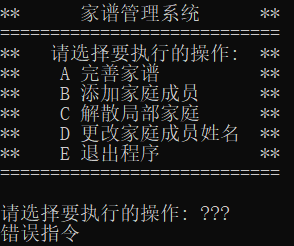 **      家谱管理系统      **
============================
**   请选择要执行的操作:  **
**    A 完善家谱          **
**    B 添加家庭成员      **
**    C 解散局部家庭      **
**    D 更改家庭成员姓名  **
**    E 退出程序          **
============================
请选择要执行的操作: ???
错误指令